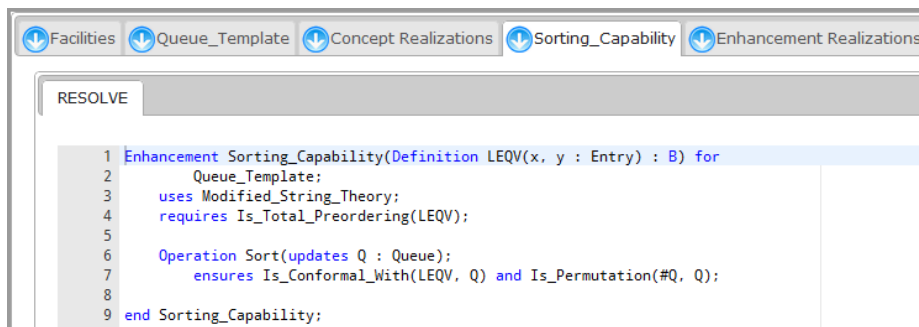 Facilities Queue_Template Concept Realizations Sorting_Capability Enhancement Realizations
RESOLVE
1 Enhancement Sorting_Capability(Definition LEQV(x, y : Entry) : B) for
2 Queue_Template;
3 uses Modified_String_Theory;
4 requires Is_Total_Preordering(LEQV);
5
6 Operation Sort(updates Q : Queue);
7 ensures Is_Conformal_With(LEQV, Q) and Is_Permutation(#Q, Q);
8
9 end Sorting_Capability;